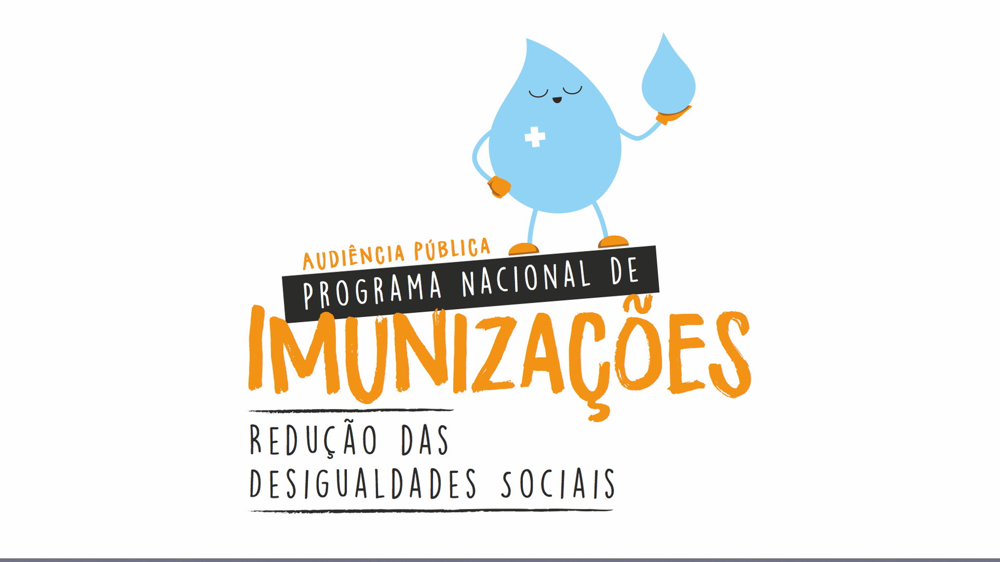 AUDIÊNCIA PÚBLICA
PROGRAMA NACIONAL DE
IMUNIZAÇÕES
REDUÇÃO DAS
DESIGUALDADES SOCIAIS